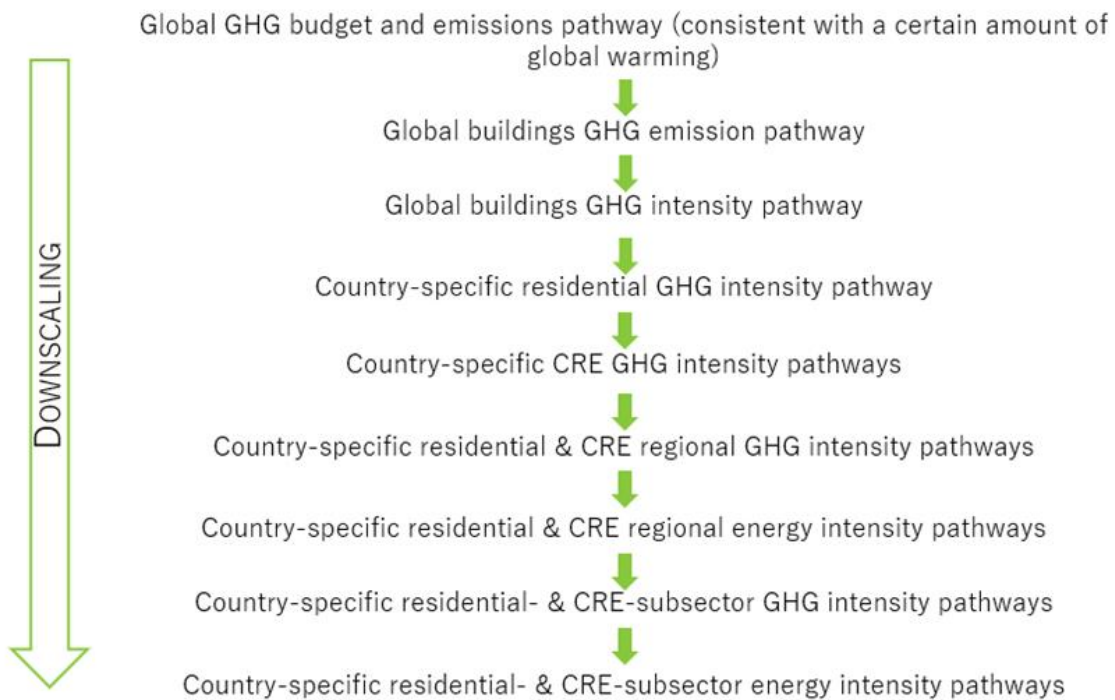 Global GHG budget and emissions pathway (consistent with a certain amount of
global warming)
Global buildings GHG emission pathway
Global buildings GHG intensity pathway
Country-specific residential GHG intensity pathway
Country-specific CRE GHG intensity pathways
Country-specific residential & CRE regional GHG intensity pathways
Country-specific residential & CRE regional energy intensity pathways
Country-specific residential- & CRE-subsector GHG intensity pathways
Country-specific residential- & CRE-subsector energy intensity pathways
DOWNSCALING